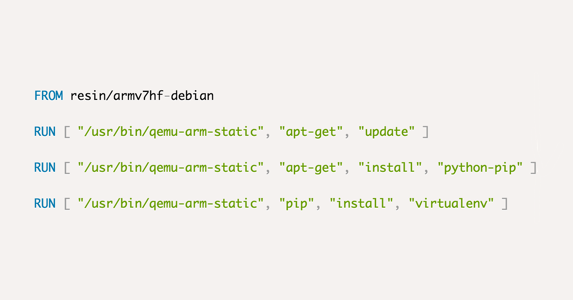 FROM resin/armv7hf-debian
RUN [ "/usr/bin/qemu-arm-static", "apt-get", "update" ]
RUN [ "/usr/bin/qemu-arm-static", "apt-get", "install", "python-pip" ]
RUN [ "/usr/bin/qemu-arm-static", "pip", "install", "virtualenv" ]